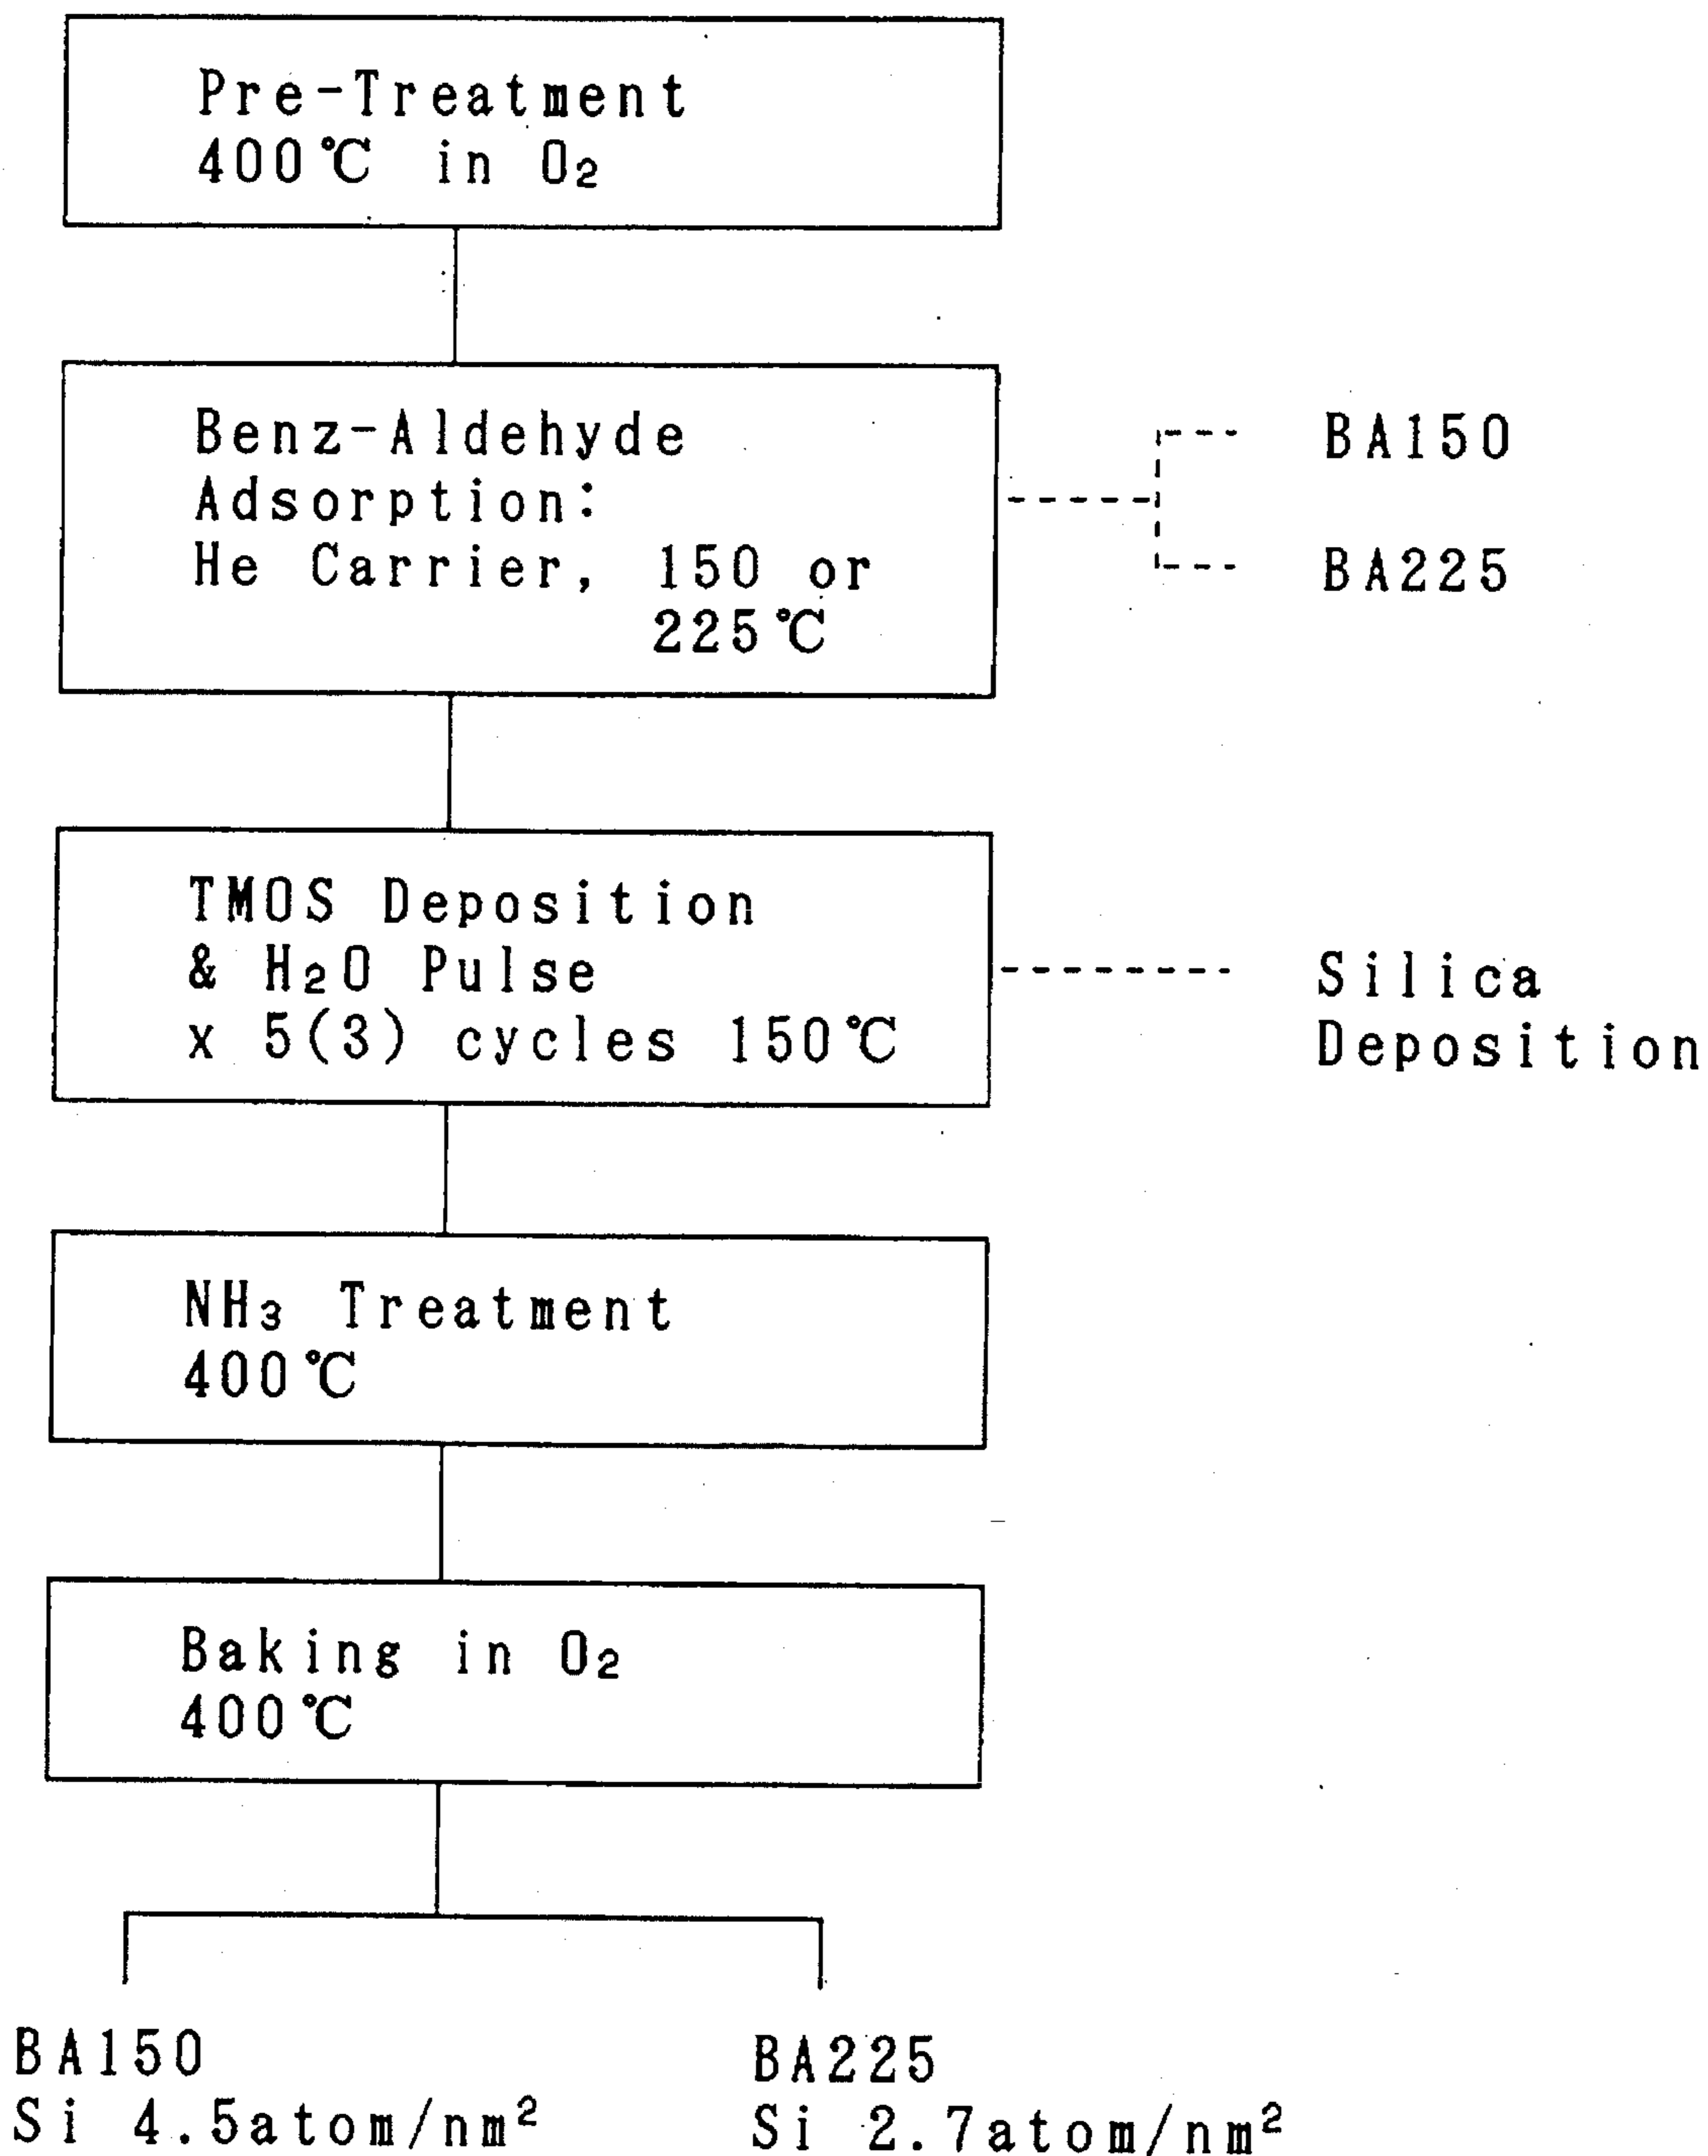 Pre-Treatment
400℃ in O₂
Benz-Aldehyde
Adsorption:
He Carrier, 150 or
225℃
BA150
BA225
TMOS Deposition
& H₂O Pulse
x 5(3) cycles 150℃
Silica
Deposition
NH₃ Treatment
400℃
Baking in O₂
400℃
BA150
Si 4.5atom/nm²
BA225
Si 2.7atom/nm²